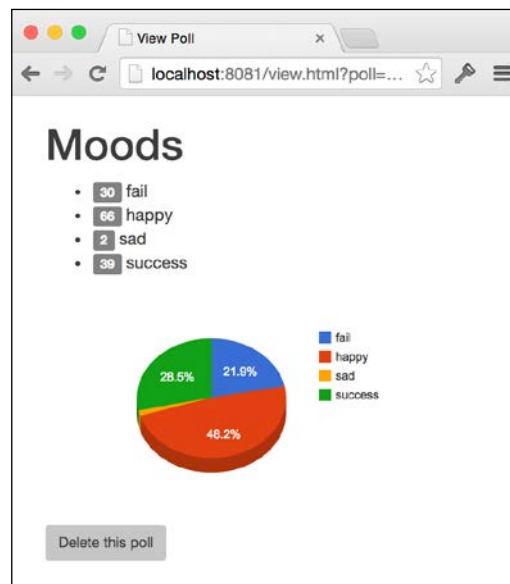 View Poll
localhost:8081/view.html?poll=...
Moods
30 fail
66 happy
2 sad
39 success
28.5%
21.9%
48.2%
fail
happy
sad
success
Delete this poll